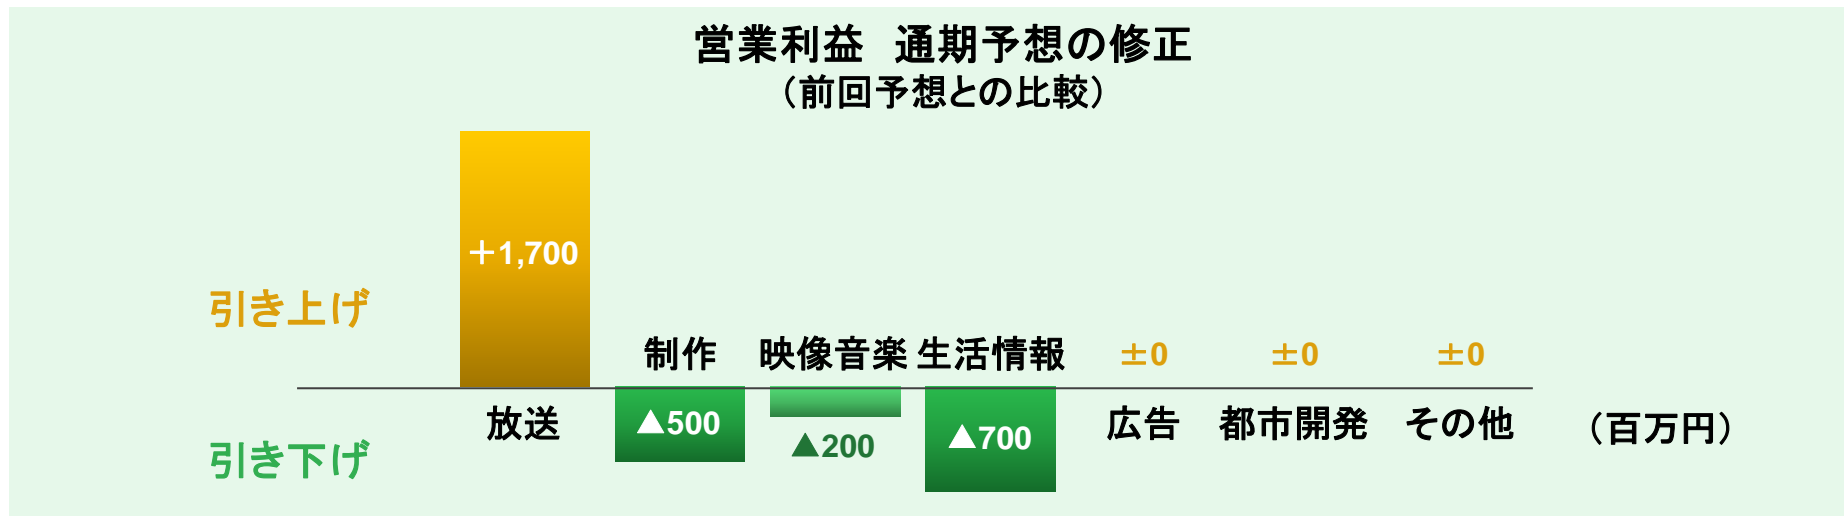 営業利益　通期予想の修正
（前回予想との比較）
＋1,700
引き上げ
制作 映像音楽 生活情報 ±0 ±0 ±0
放送 ▲500 ▲200 ▲700 広告 都市開発 その他 （百万円）
引き下げ